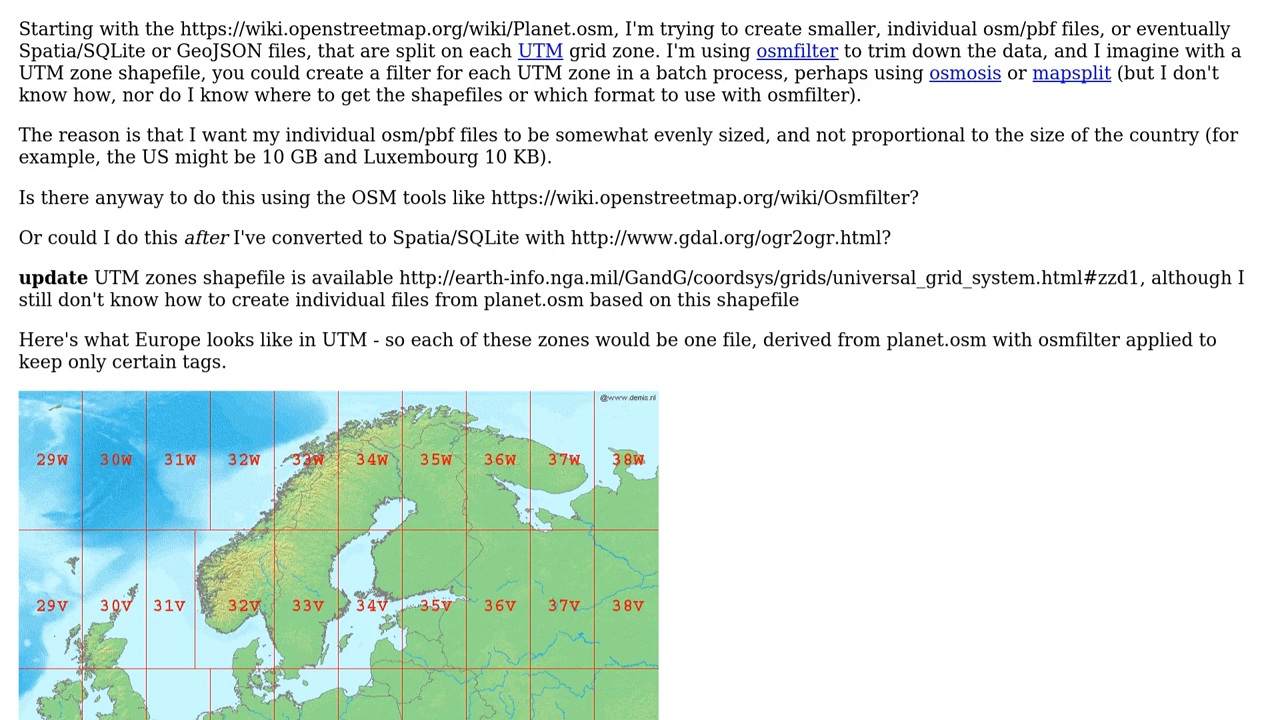 Starting with the https://wiki.openstreetmap.org/wiki/Planet.osm, I'm trying to create smaller, individual osm/pbf files, or eventually
Spatia/SQLite or GeoJSON files, that are split on each UTM grid zone. I'm using osmfilter to trim down the data, and I imagine with a
UTM zone shapefile, you could create a filter for each UTM zone in a batch process, perhaps using osmosis or mapsplit (but I don't
know how, nor do I know where to get the shapefiles or which format to use with osmfilter).
The reason is that I want my individual osm/pbf files to be somewhat evenly sized, and not proportional to the size of the country (for
example, the US might be 10 GB and Luxembourg 10 KB).
Is there anyway to do this using the OSM tools like https://wiki.openstreetmap.org/wiki/Osmfilter?
Or could I do this after I've converted to Spatia/SQLite with http://www.gdal.org/ogr2ogr.html?
update UTM zones shapefile is available http://earth-info.nga.mil/GandG/coordsys/grids/universal_grid_system.html#zzd1, although I
still don't know how to create individual files from planet.osm based on this shapefile
Here's what Europe looks like in UTM - so each of these zones would be one file, derived from planet.osm with osmfilter applied to
keep only certain tags.
@www.demis.nl
29W 30W 31W 32W 33W 34W 35W 36W 37W 38W
29V 30V 31V 32V 33V 34V 35V 36V 37V 38V